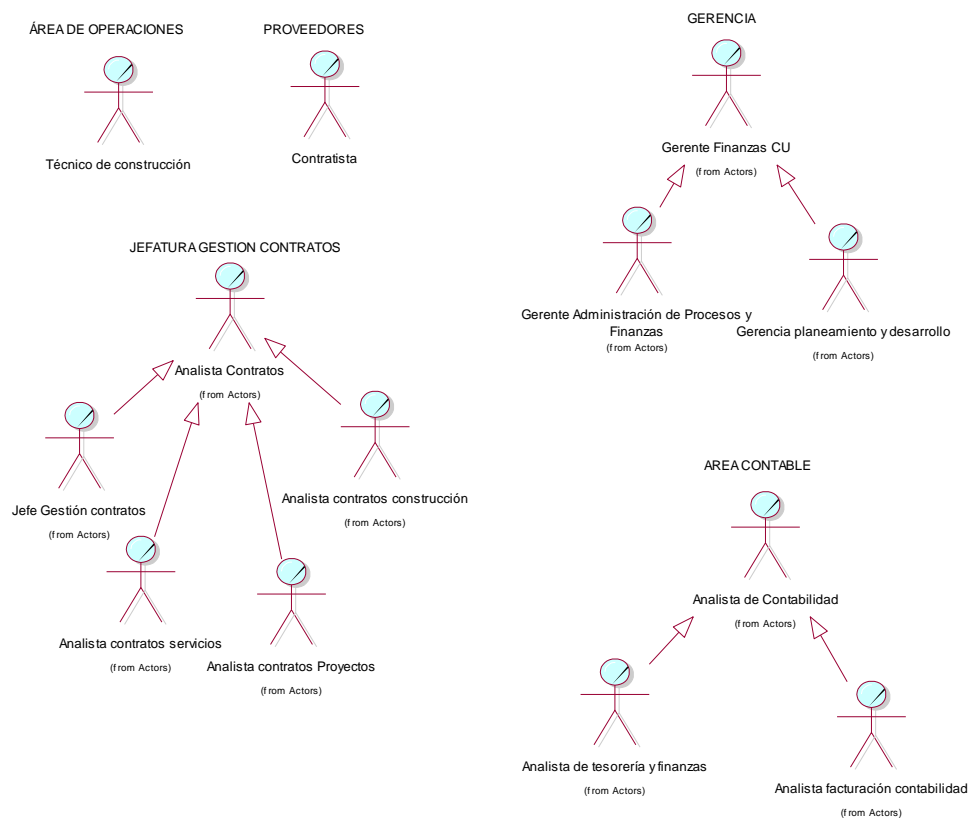 ÁREA DE OPERACIONES
Técnico de construcción
PROVEEDORES
Contratista
GERENCIA
Gerente Finanzas CU
(from Actors)
Gerente Administración de Procesos y
Finanzas
(from Actors)
Gerencia planeamiento y desarrollo
(from Actors)
JEFATURA GESTION CONTRATOS
Analista Contratos
(from Actors)
Jefe Gestión contratos
(from Actors)
Analista contratos construcción
(from Actors)
Analista contratos servicios
(from Actors)
Analista contratos Proyectos
(from Actors)
AREA CONTABLE
Analista de Contabilidad
(from Actors)
Analista de tesorería y finanzas
(from Actors)
Analista facturación contabilidad
(from Actors)